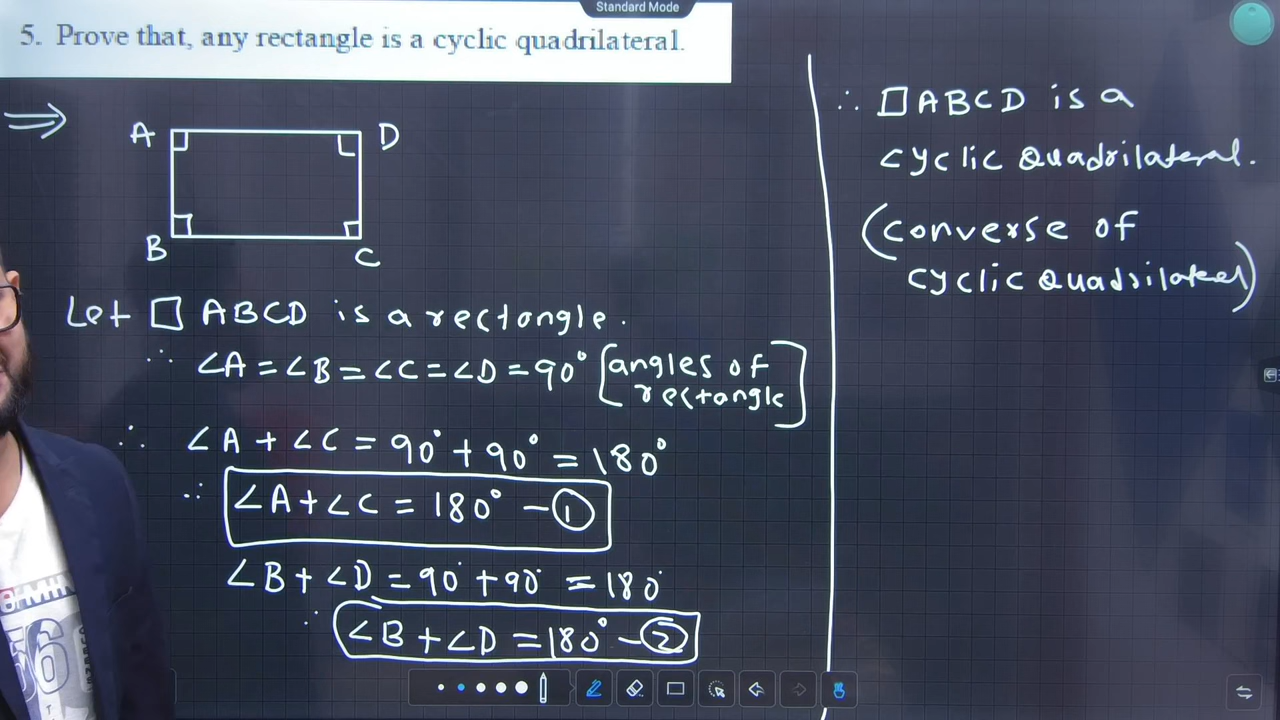 Standard Mode
5. Prove that, any rectangle is a cyclic quadrilateral.
⇒
A D
B C
Let □ ABCD is a rectangle.
∴ ∠A = ∠B = ∠C = ∠D = 90° [angles of
rectangle]
∴ ∠A + ∠C = 90° + 90° = 180°
∴ ∠A + ∠C = 180° - ①
∠B + ∠D = 90° + 90° = 180°
∴ ∠B + ∠D = 180° - ②
∴ □ABCD is a
cyclic Quadrilateral.
(converse of
cyclic Quadrilateral)
56